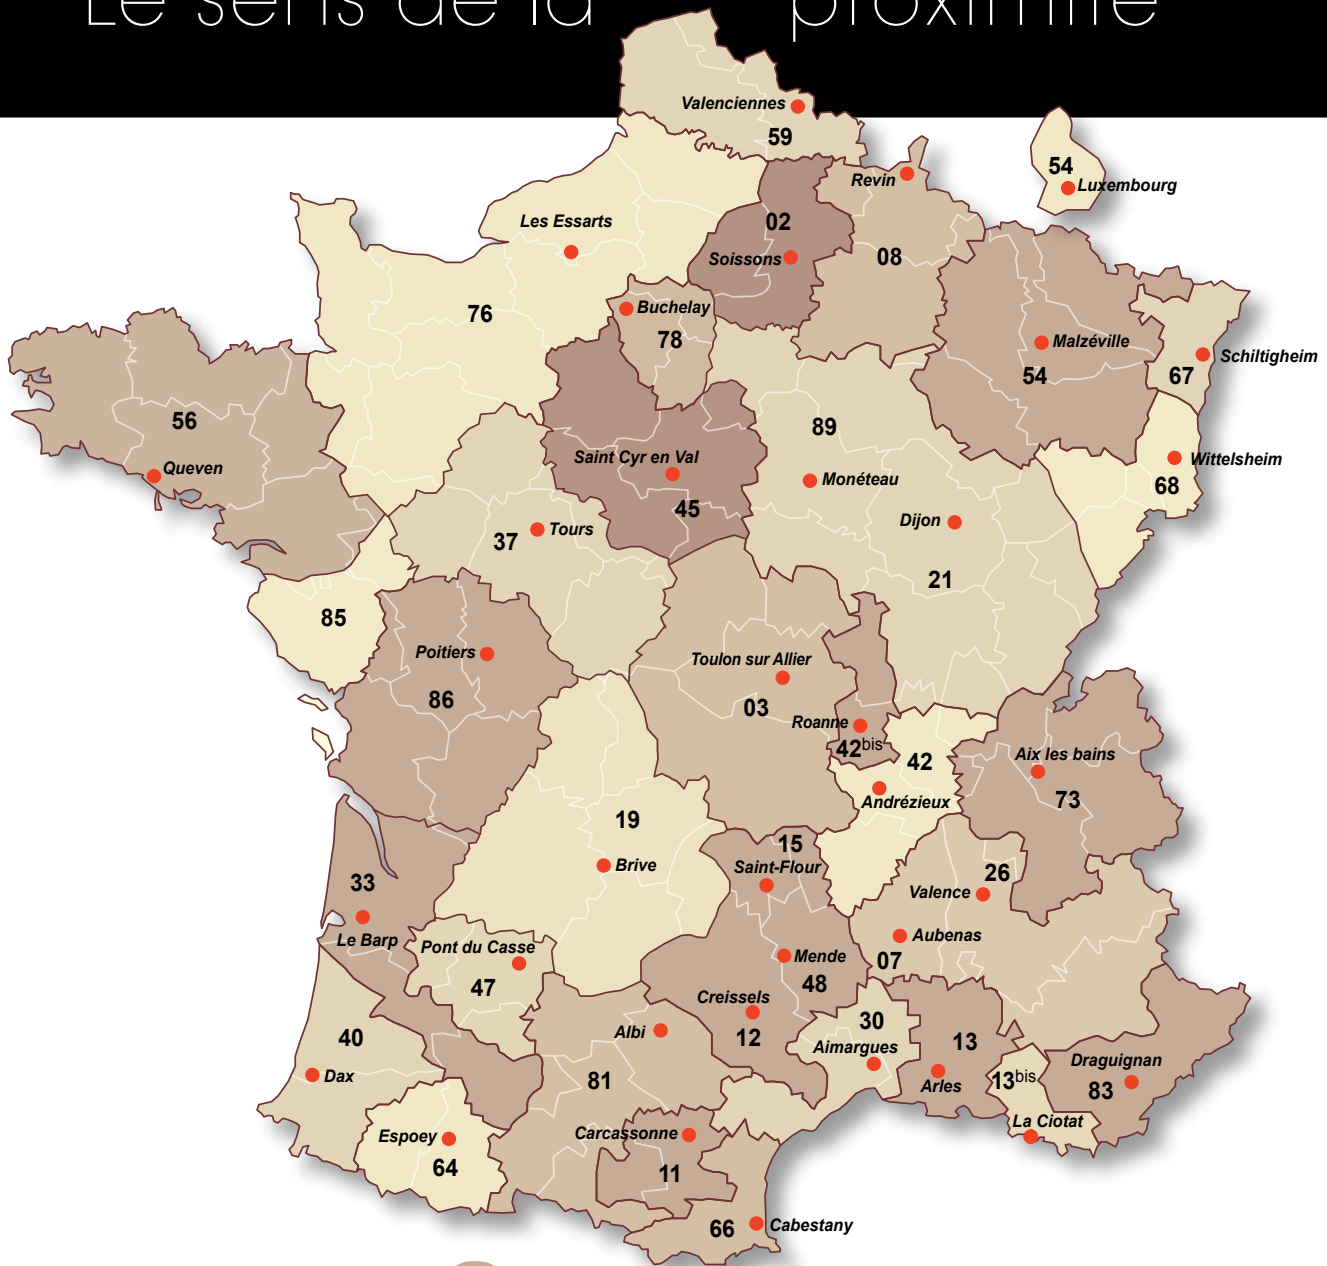 Le sens de la proximité
Valenciennes
59
54
Luxembourg
Revin
Les Essarts
02
Soissons
08
76
Buchelay
78
Malzéville
54
Schiltigheim
67
56
Queven
89
Saint Cyr en Val
45
Monéteau
Wittelsheim
68
Dijon
21
37
Tours
85
Poitiers
86
Toulon sur Allier
03
Roanne
42bis
42
Andrézieux
Aix les bains
73
19
Brive
15
Saint-Flour
26
Valence
33
Le Barp
Pont du Casse
47
Aubenas
07
Mende
48
Creissels
12
30
Aimargues
13
Arles
13bis
La Ciotat
Draguignan
83
40
Dax
Albi
81
Espoey
64
Carcassonne
11
66
Cabestany